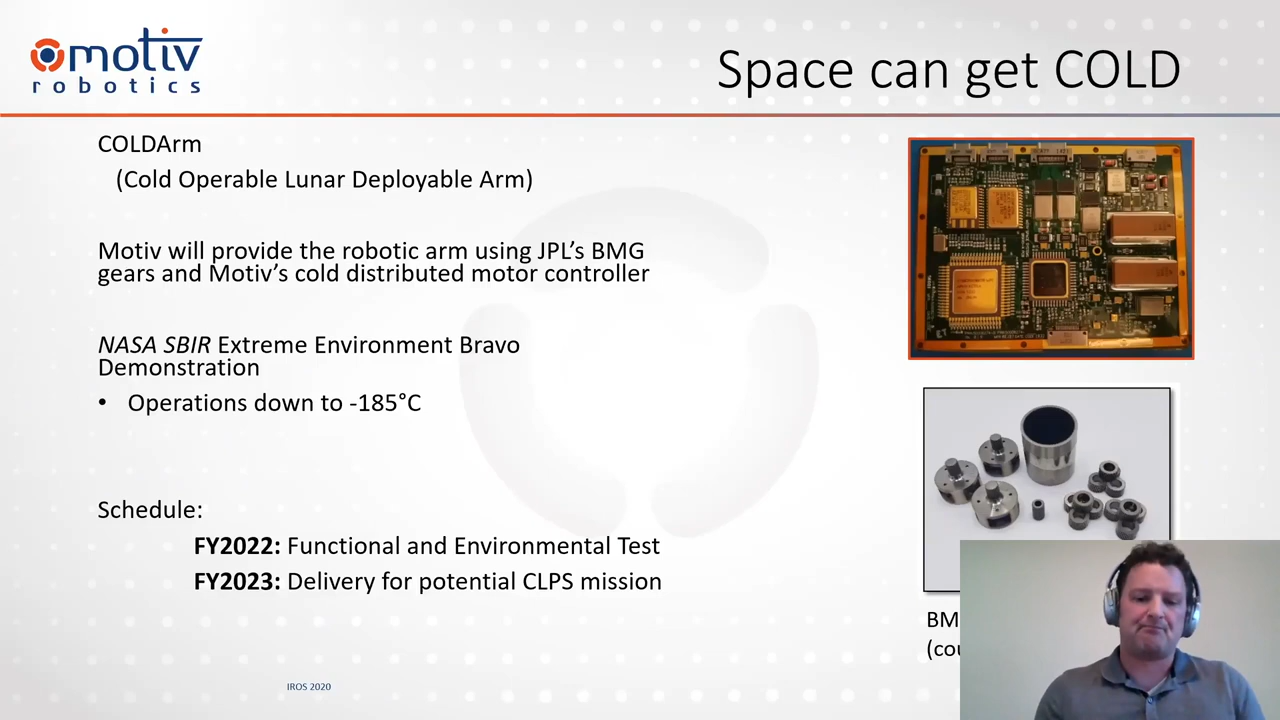 motiv
robotics
Space can get COLD
COLDArm
(Cold Operable Lunar Deployable Arm)
Motiv will provide the robotic arm using JPL’s BMG
gears and Motiv’s cold distributed motor controller
NASA SBIR Extreme Environment Bravo
Demonstration
• Operations down to -185°C
Schedule:
FY2022: Functional and Environmental Test
FY2023: Delivery for potential CLPS mission
IROS 2020